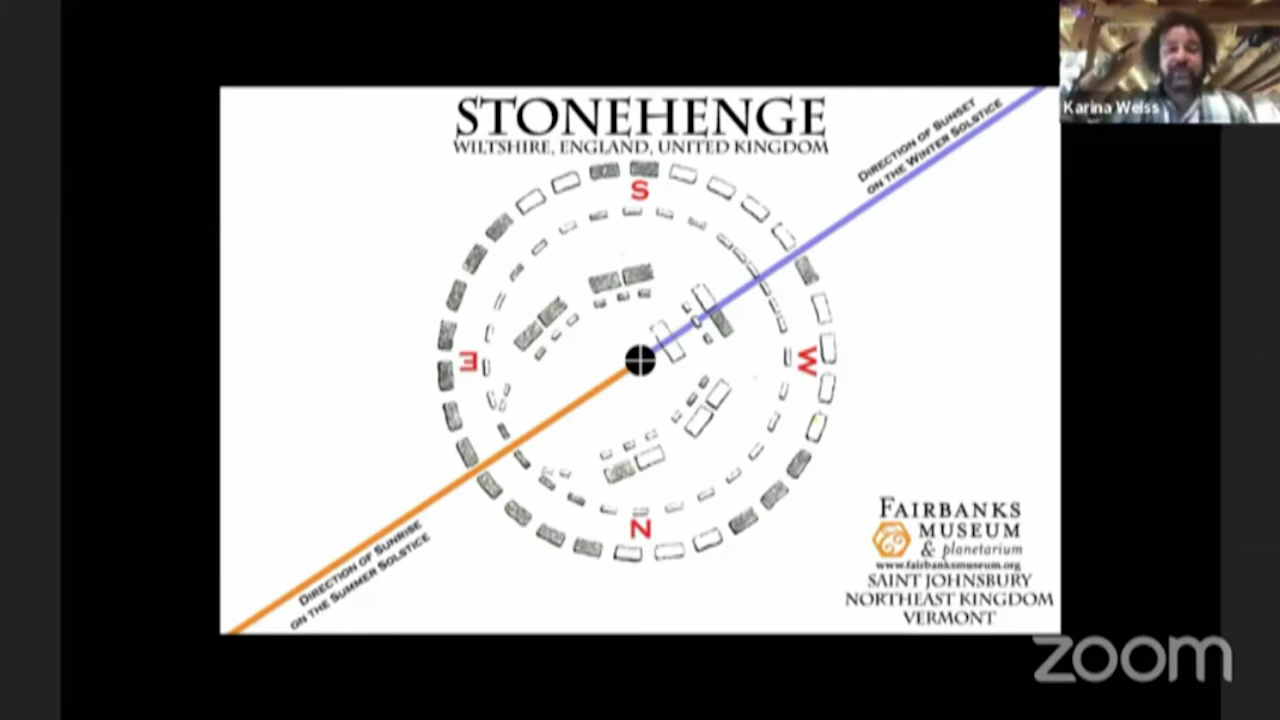 STONEHENGE
WILTSHIRE, ENGLAND, UNITED KINGDOM
Karina Weiss
DIRECTION OF SUNSET
ON THE WINTER SOLSTICE
S
E
W
N
DIRECTION OF SUNRISE
ON THE SUMMER SOLSTICE
FAIRBANKS
MUSEUM
& planetarium
www.fairbanksmuseum.org
SAINT JOHNSBURY
NORTHEAST KINGDOM
VERMONT
zoom